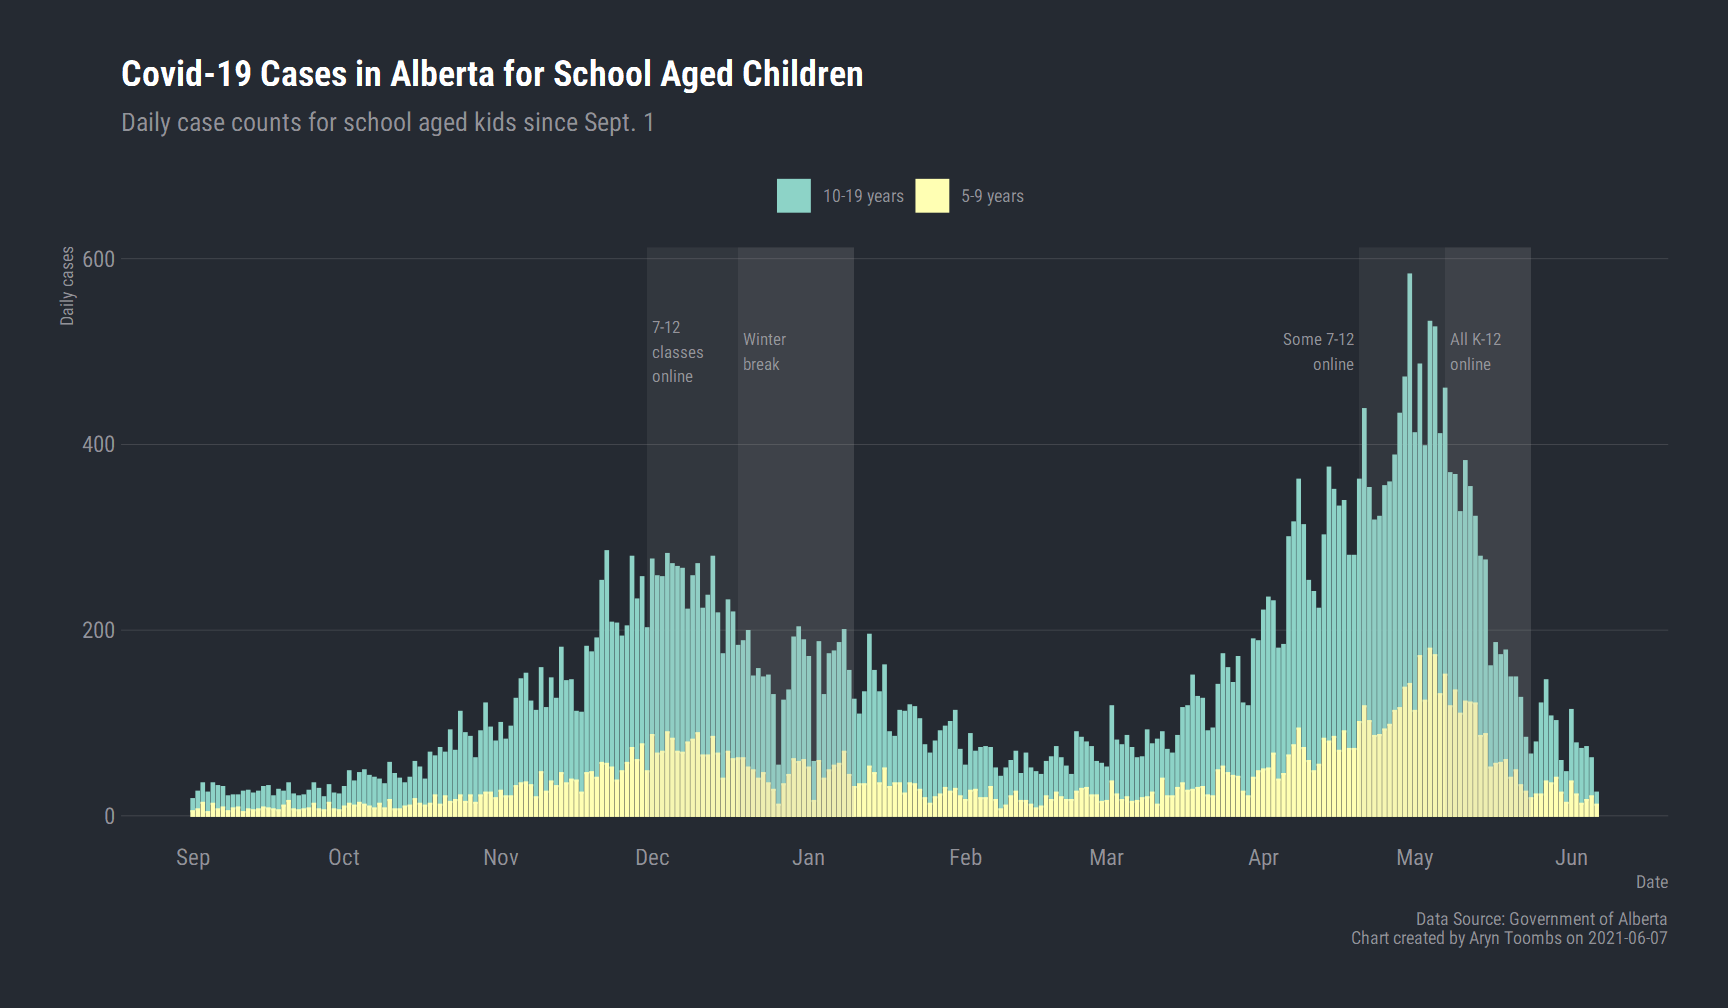 Covid-19 Cases in Alberta for School Aged Children
Daily case counts for school aged kids since Sept. 1
10-19 years
5-9 years
Daily cases
600
400
200
0
7-12
classes
online
Winter
break
Some 7-12
online
All K-12
online
Sep
Oct
Nov
Dec
Jan
Feb
Mar
Apr
May
Jun
Date
Data Source: Government of Alberta
Chart created by Aryn Toombs on 2021-06-07